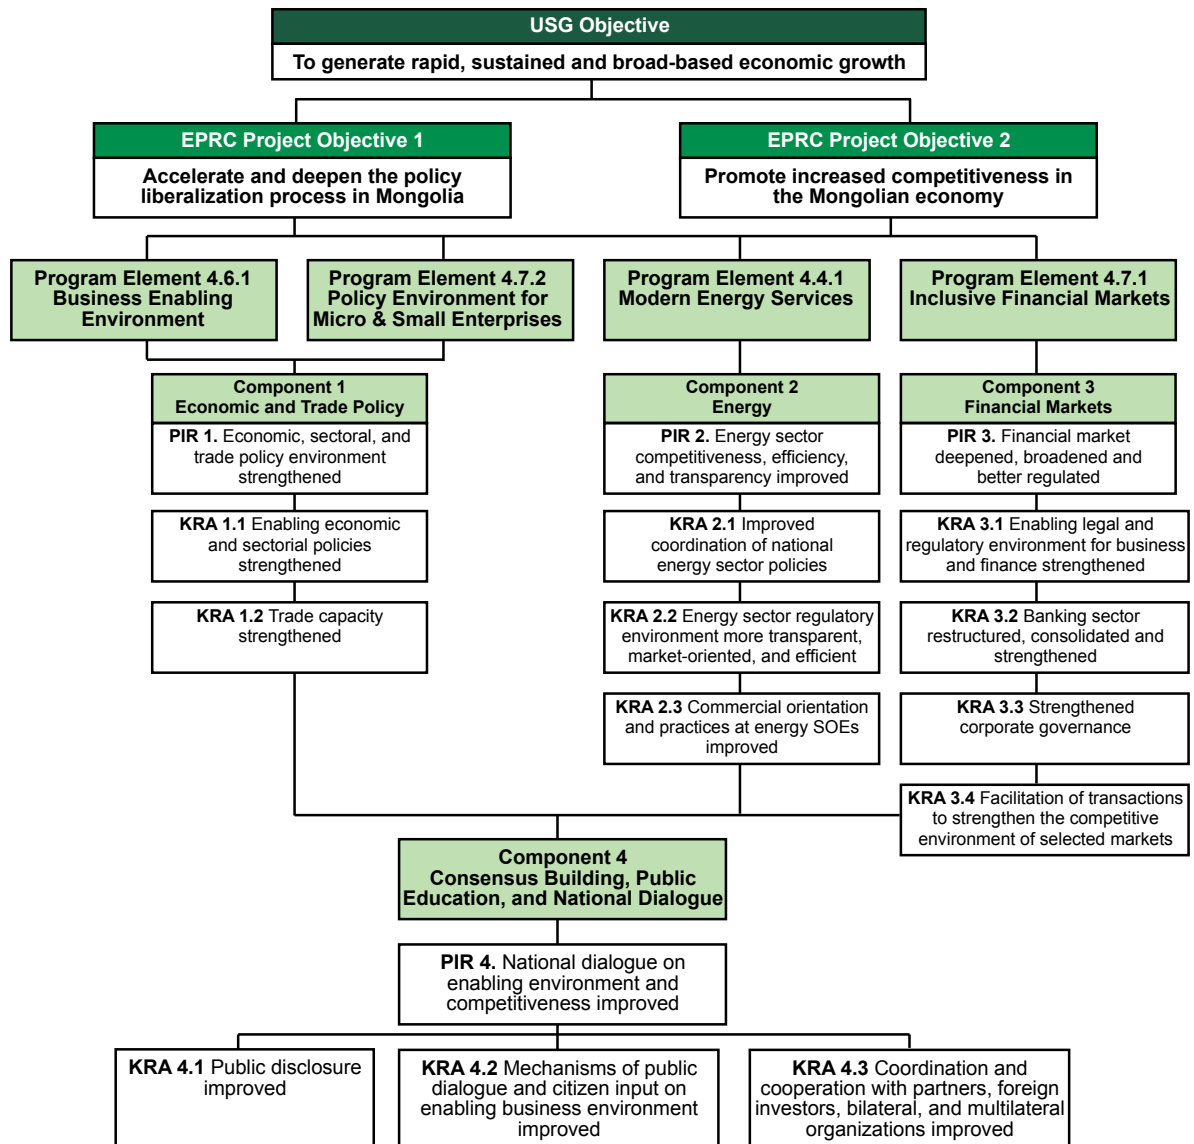 USG Objective
To generate rapid, sustained and broad-based economic growth
EPRC Project Objective 1
Accelerate and deepen the policy
liberalization process in Mongolia
EPRC Project Objective 2
Promote increased competitiveness in
the Mongolian economy
Program Element 4.6.1
Business Enabling
Environment
Program Element 4.7.2
Policy Environment for
Micro & Small Enterprises
Program Element 4.4.1
Modern Energy Services
Program Element 4.7.1
Inclusive Financial Markets
Component 1
Economic and Trade Policy
PIR 1. Economic, sectoral, and
trade policy environment
strengthened
KRA 1.1 Enabling economic
and sectorial policies
strengthened
KRA 1.2 Trade capacity
strengthened
Component 2
Energy
PIR 2. Energy sector
competitiveness, efficiency,
and transparency improved
KRA 2.1 Improved
coordination of national
energy sector policies
KRA 2.2 Energy sector regulatory
environment more transparent,
market-oriented, and efficient
KRA 2.3 Commercial orientation
and practices at energy SOEs
improved
Component 3
Financial Markets
PIR 3. Financial market
deepened, broadened and
better regulated
KRA 3.1 Enabling legal and
regulatory environment for business
and finance strengthened
KRA 3.2 Banking sector
restructured, consolidated and
strengthened
KRA 3.3 Strengthened
corporate governance
KRA 3.4 Facilitation of transactions
to strengthen the competitive
environment of selected markets
Component 4
Consensus Building, Public
Education, and National Dialogue
PIR 4. National dialogue on
enabling environment and
competitiveness improved
KRA 4.1 Public disclosure
improved
KRA 4.2 Mechanisms of public
dialogue and citizen input on
enabling business environment
improved
KRA 4.3 Coordination and
cooperation with partners, foreign
investors, bilateral, and multilateral
organizations improved